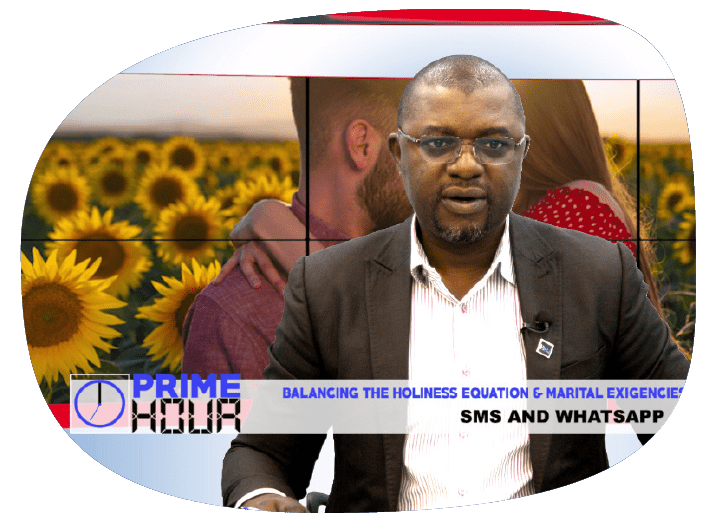 PRIME
HOUR
BALANCING THE HOLINESS EQUATION & MARITAL EXIGENCIES
SMS AND WHATSAPP